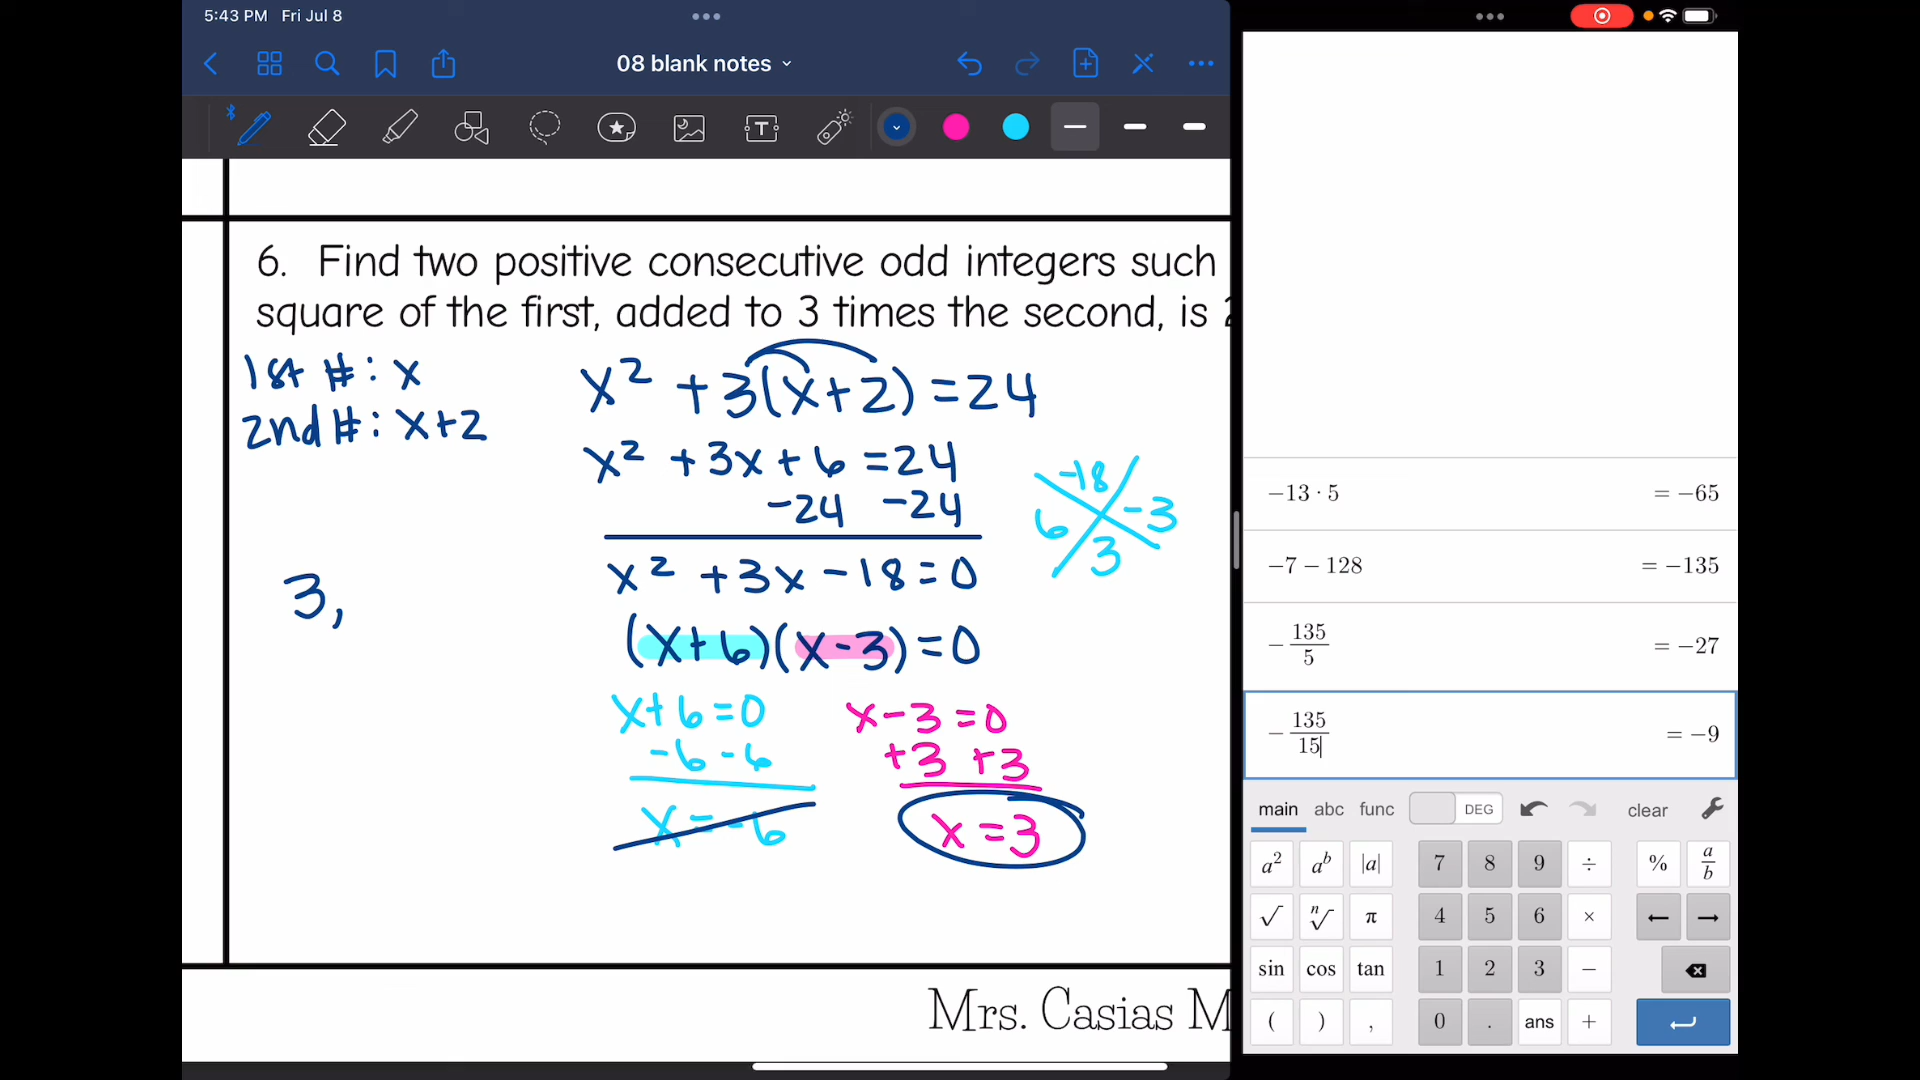 5:43 PM Fri Jul 8
08 blank notes
6. Find two positive consecutive odd integers such
square of the first, added to 3 times the second, is 2
1st #: x
2nd #: x+2
x² +3(x+2) =24
x² +3x+6 =24
-24 -24
x² +3x-18=0
(x+6)(x-3)=0
-18
6 -3
3
3,
x+6=0
-6 -6
x=-6
x-3=0
+3 +3
x=3
Mrs. Casias M
−13·5 = −65
−7−128 = −135
−135/5 = −27
−135/15 = −9
main abc func DEG clear
a² aᵇ |a| 7 8 9 ÷ % a/b
√ ⁿ√ π 4 5 6 × ← →
sin cos tan 1 2 3 −
( ) , 0 . ans +